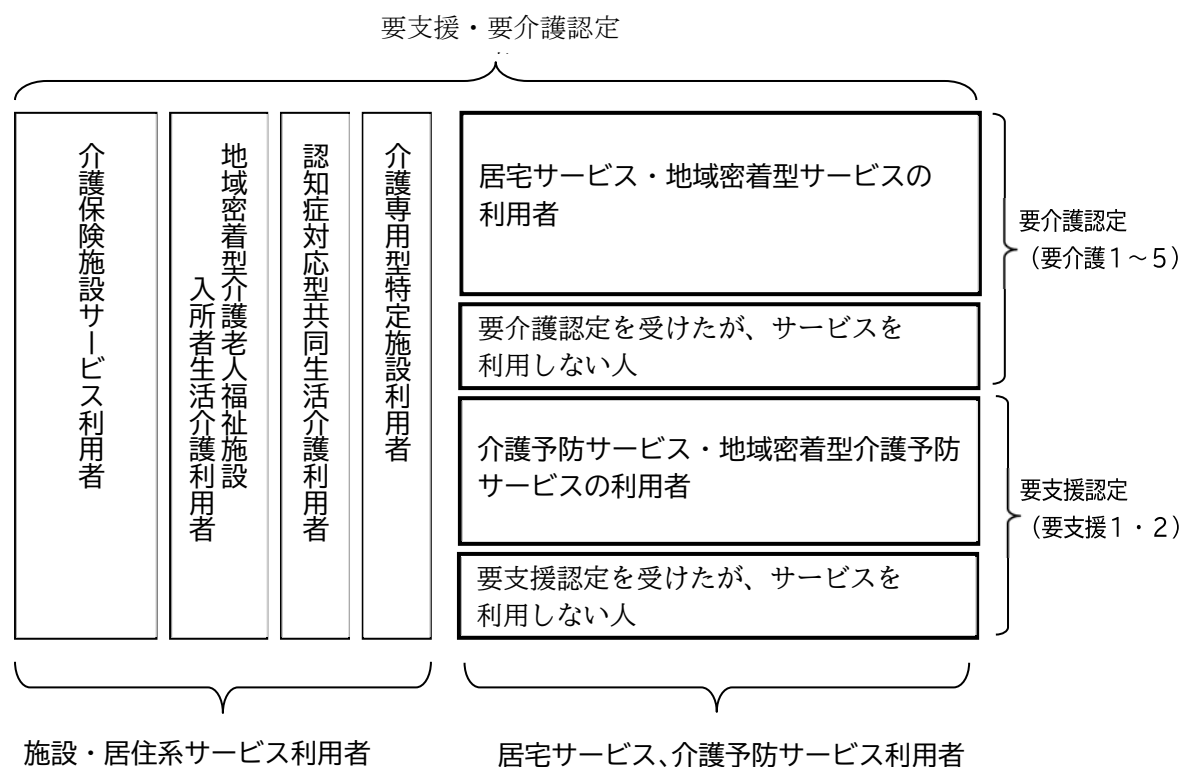 要支援・要介護認定
介護保険施設サービス利用者
地域密着型介護老人福祉施設
入所者生活介護利用者
認知症対応型共同生活介護利用者
介護専用型特定施設利用者
居宅サービス・地域密着型サービスの
利用者
要介護認定を受けたが、サービスを
利用しない人
介護予防サービス・地域密着型介護予防
サービスの利用者
要支援認定を受けたが、サービスを
利用しない人
要介護認定
（要介護１～５）
要支援認定
（要支援１・２）
施設・居住系サービス利用者
居宅サービス、介護予防サービス利用者